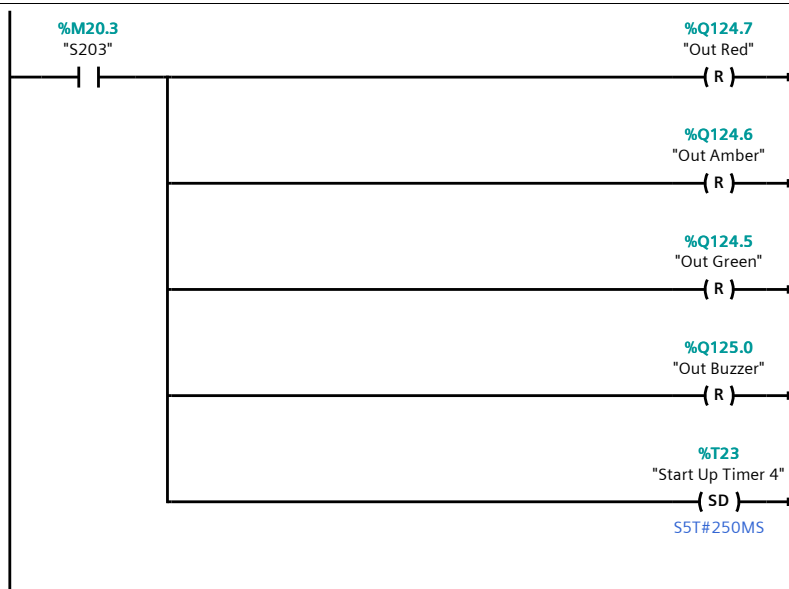 %M20.3
"S203"
%Q124.7
"Out Red"
R
%Q124.6
"Out Amber"
R
%Q124.5
"Out Green"
R
%Q125.0
"Out Buzzer"
R
%T23
"Start Up Timer 4"
SD
S5T#250MS